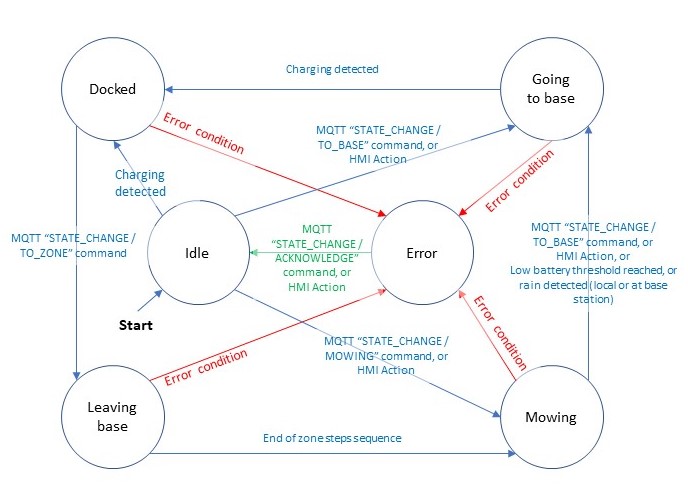 Docked
Charging detected
Going
to base
Error condition
MQTT “STATE_CHANGE /
TO_BASE” command, or
HMI Action
Error condition
Charging
detected
MQTT “STATE_CHANGE /
TO_ZONE” command
Idle
MQTT
“STATE_CHANGE /
ACKNOWLEDGE”
command, or
HMI Action
Error
MQTT “STATE_CHANGE /
TO_BASE” command, or
HMI Action, or
Low battery threshold reached, or
rain detected (local or at base
station)
Start
Error condition
MQTT “STATE_CHANGE /
MOWING” command, or
HMI Action
Error condition
Leaving
base
Mowing
End of zone steps sequence